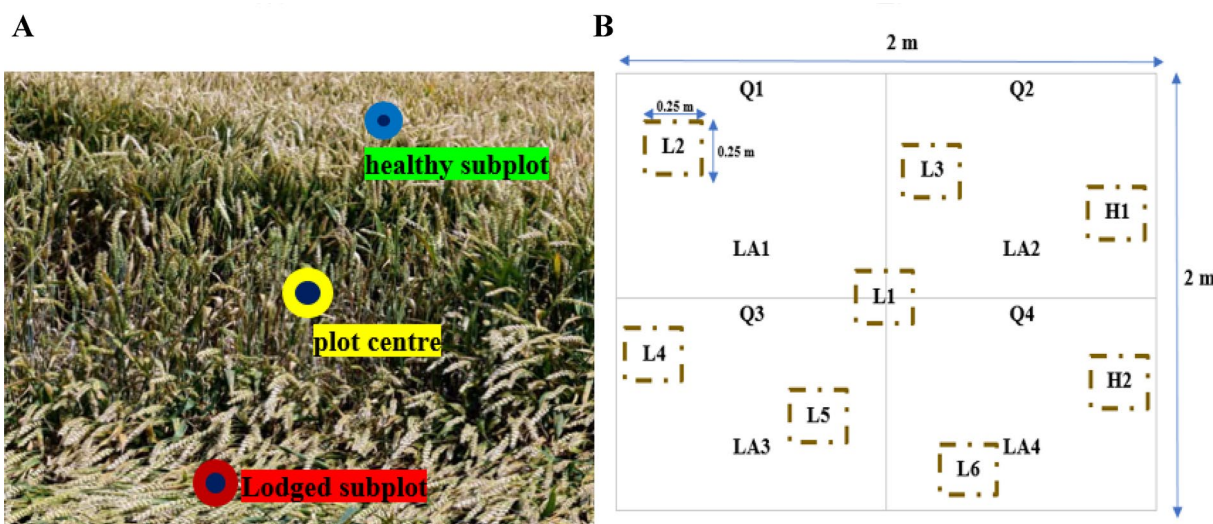 A
healthy subplot
plot centre
Lodged subplot
B
2 m
Q1
Q2
0.25 m
L2
0.25 m
L3
H1
LA1
LA2
L1
2 m
Q3
Q4
L4
H2
L5
LA3
LA4
L6